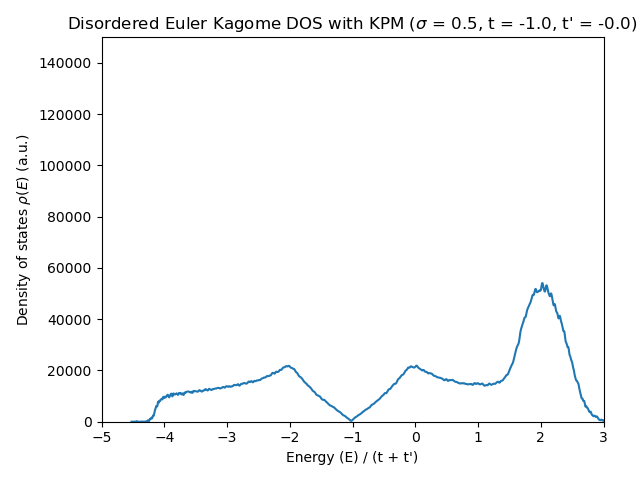 Disordered Euler Kagome DOS with KPM (σ = 0.5, t = -1.0, t' = -0.0)
140000
120000
100000
80000
60000
40000
20000
0
Density of states ρ(E) (a.u.)
−5 −4 −3 −2 −1 0 1 2 3
Energy (E) / (t + t')